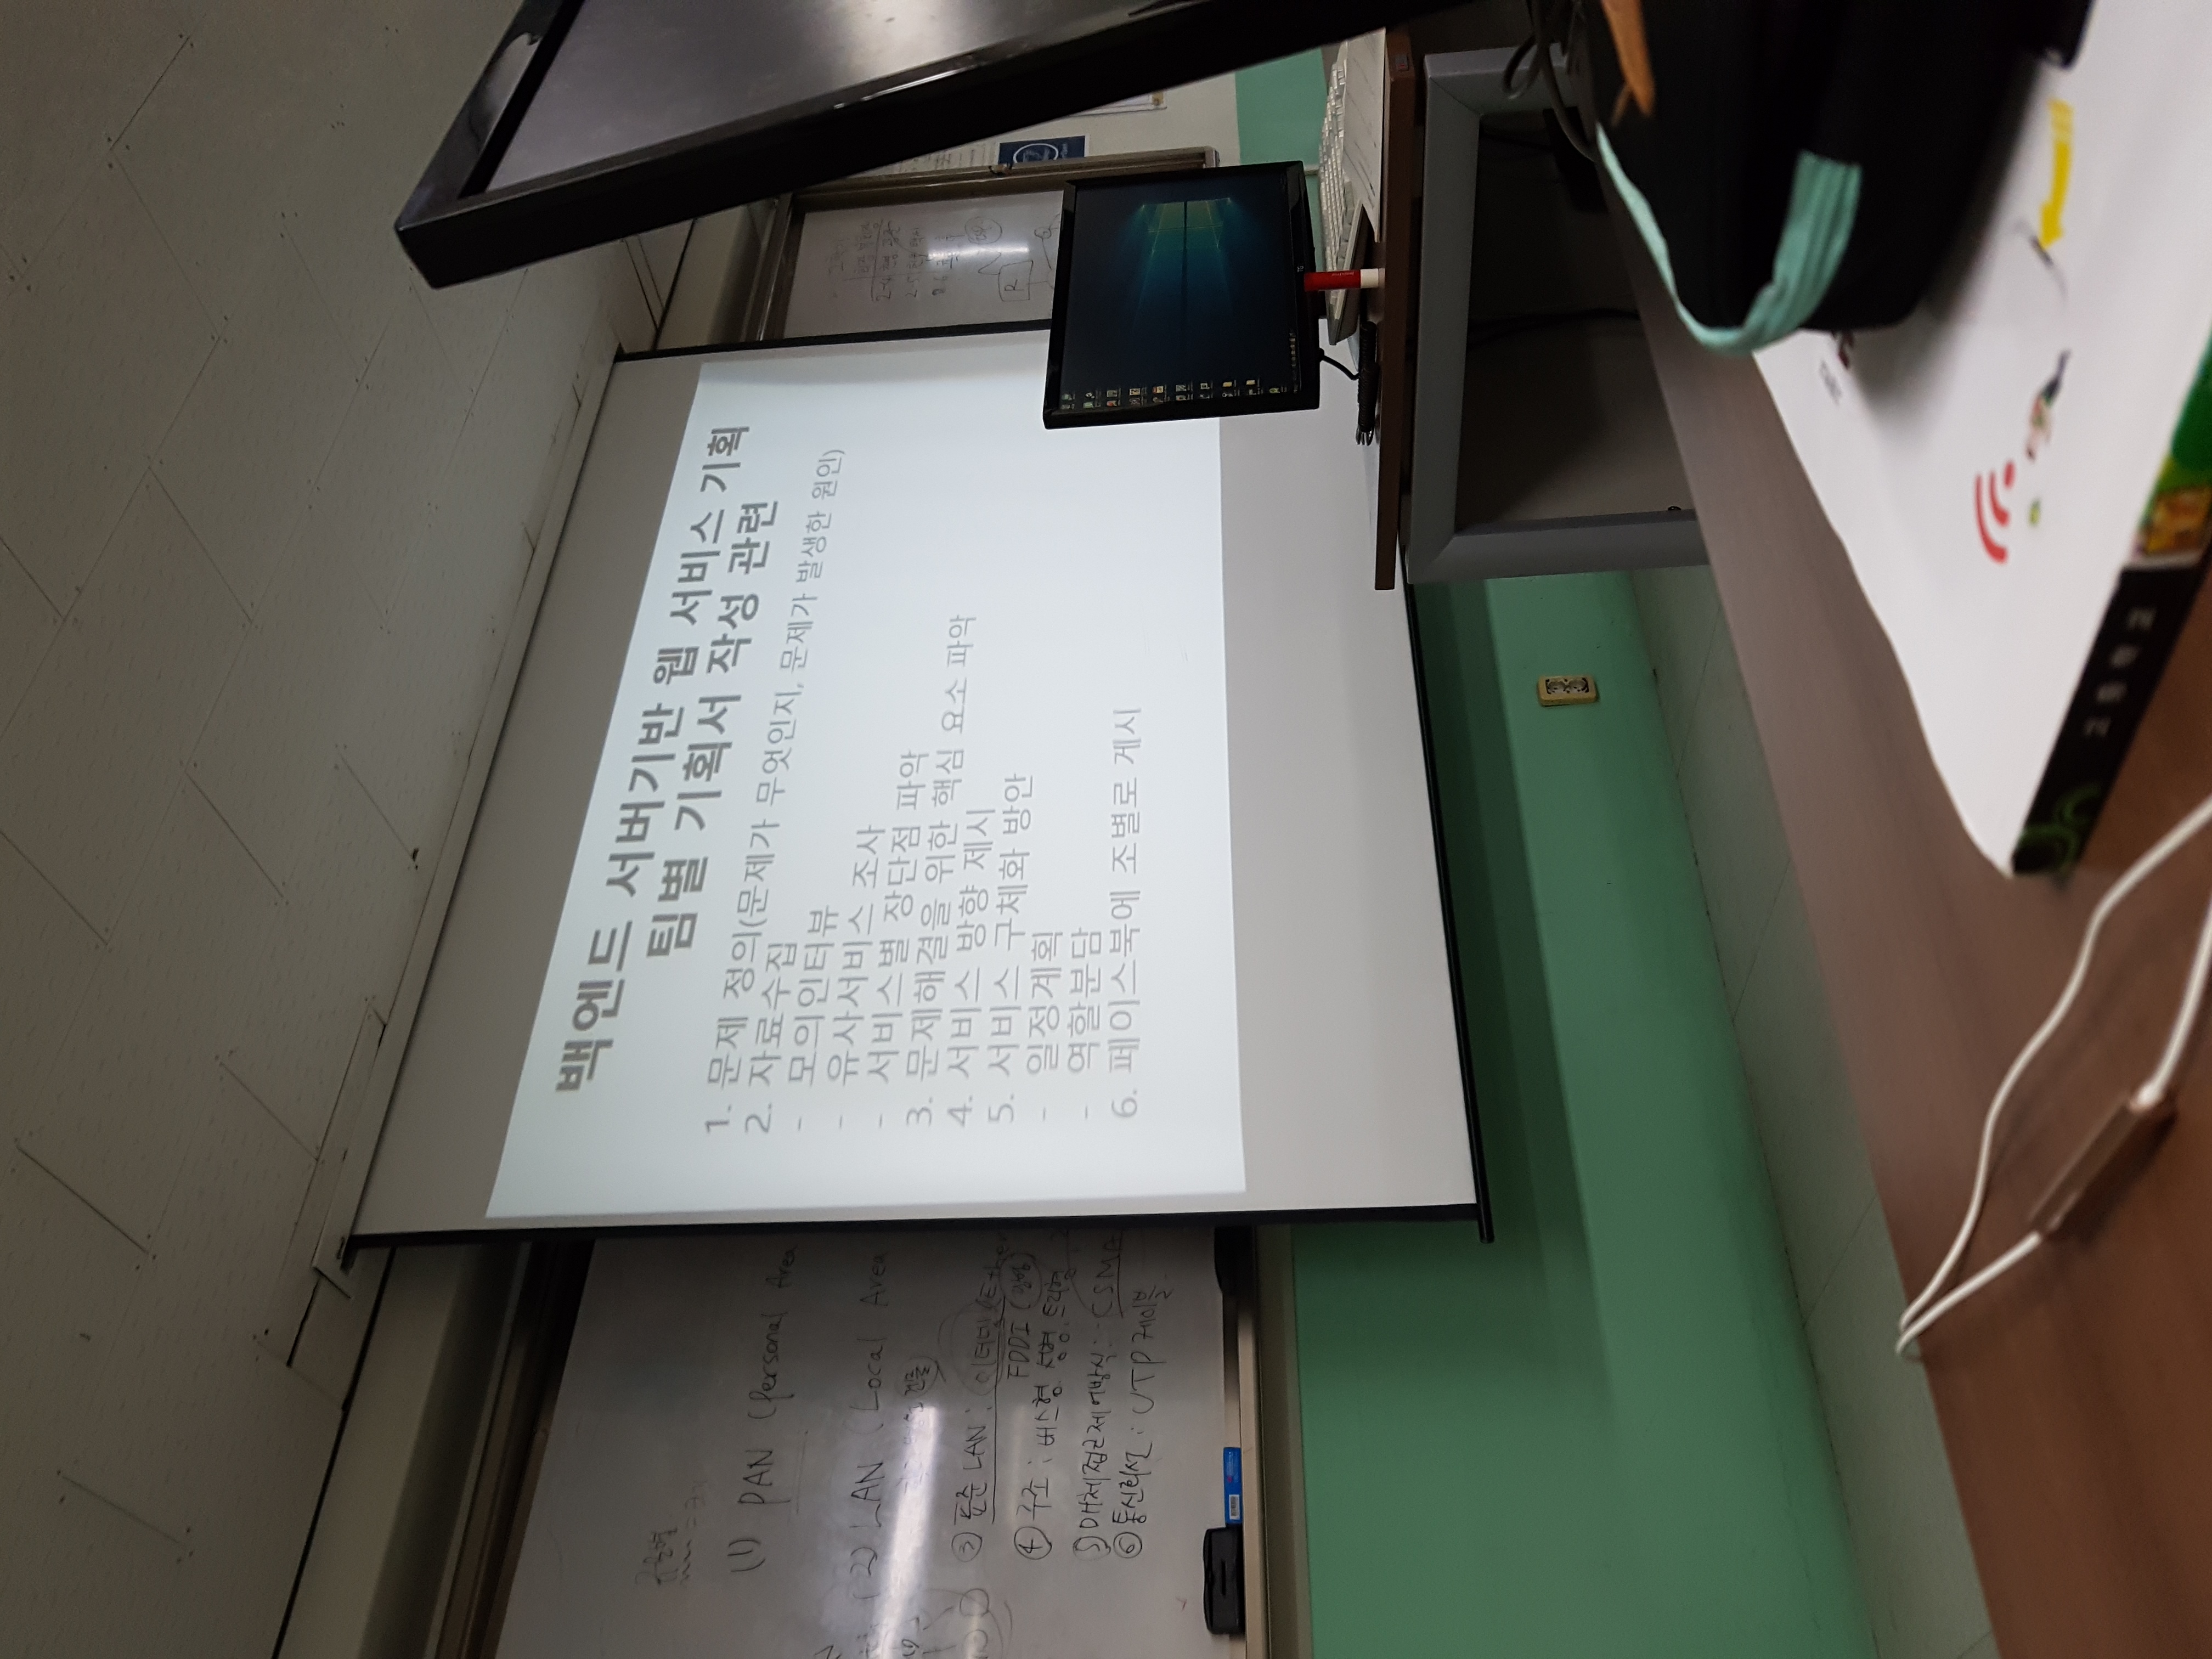 (1) PAN (Personal Area
(2) LAN (Local Area
건물
③ 표준 LAN : 이더넷 (Ether
FDDI
④ 구조 : 버스형, 성형, 트리형,
⑤ 매체접근제어방식 : CSMA
⑥ 통신회선 : UTP 케이블
백엔드 서버기반 웹 서비스 기획
팀별 기획서 작성 관련
1. 문제 정의(문제가 무엇인지, 문제가 발생한 원인)
2. 자료수집
- 모의인터뷰
- 유사서비스 조사
- 서비스별 장단점 파악
3. 문제해결을 위한 핵심 요소 파악
4. 서비스 방향 제시
5. 서비스 구체화 방안
- 일정계획
- 역할분담
6. 페이스북에 조별로 게시
R